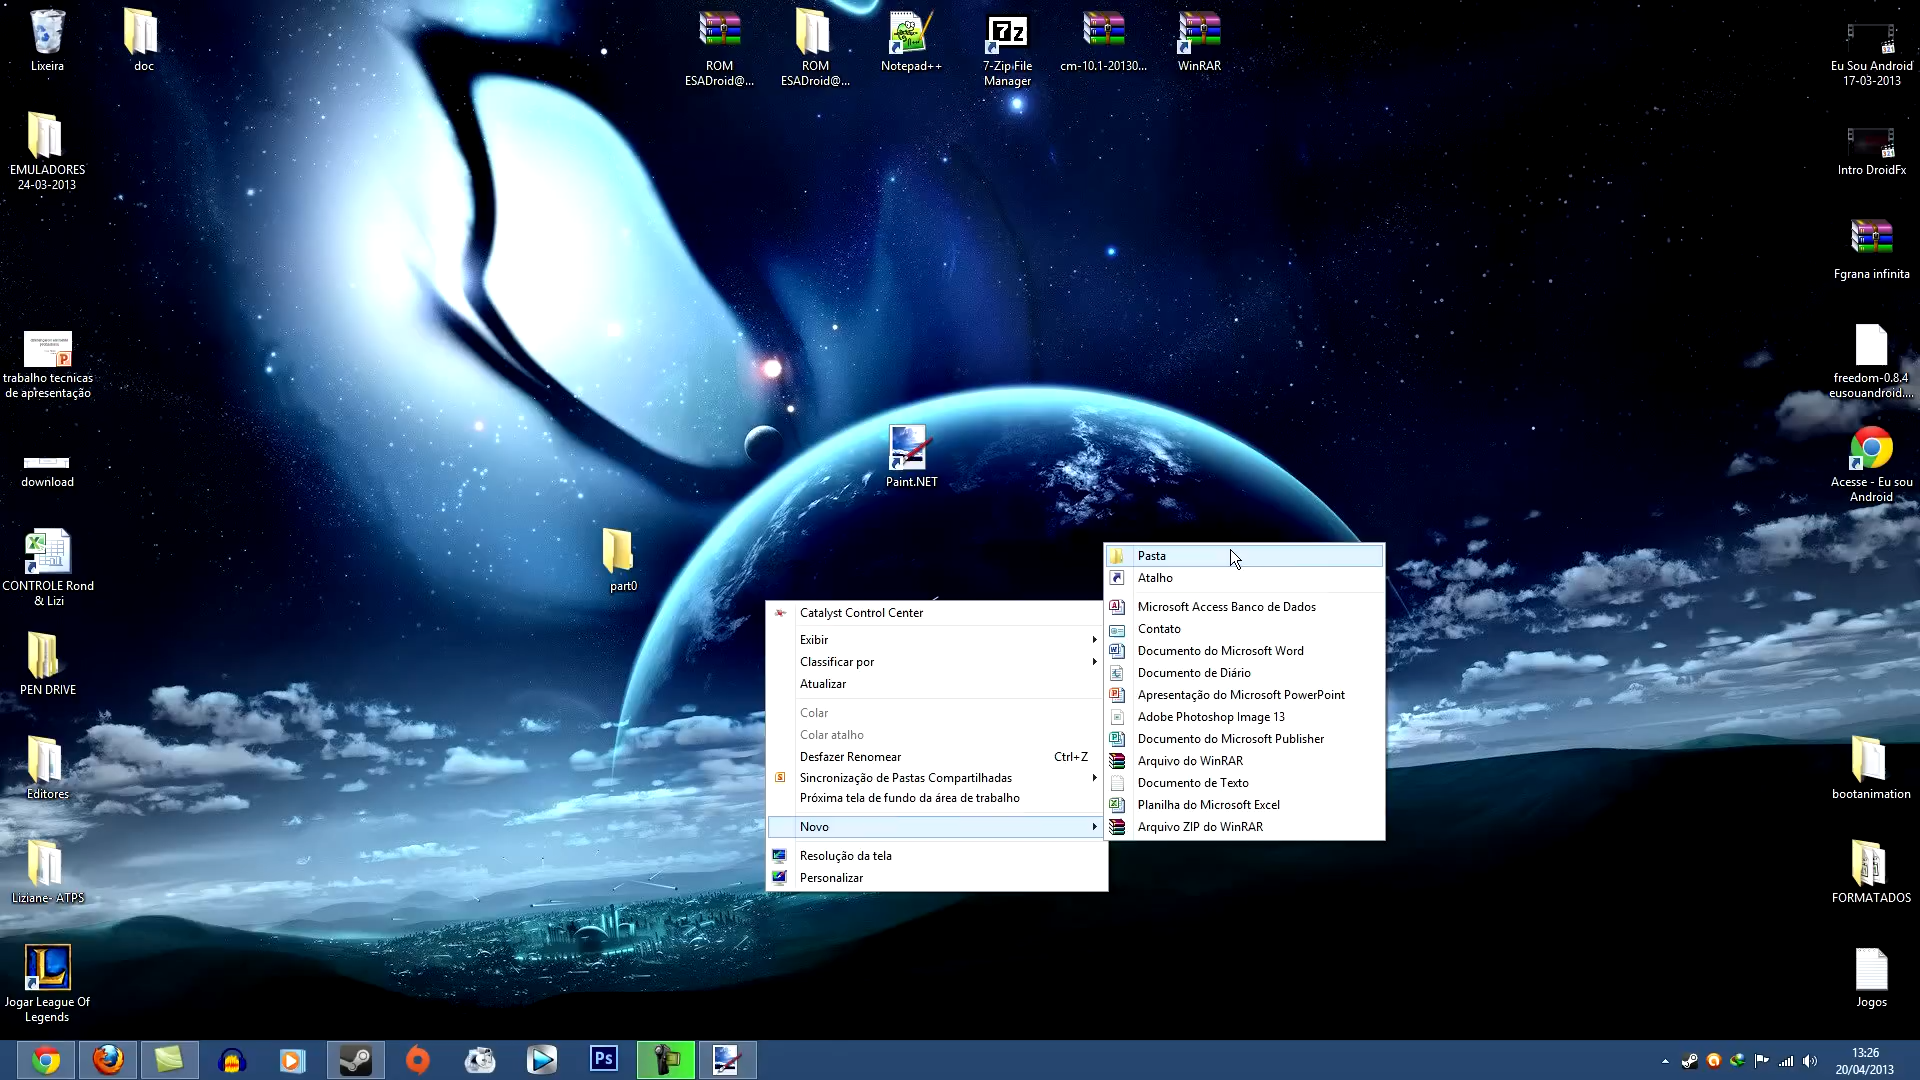 Lixeira
doc
ROM
ESADroid@...
ROM
ESADroid@...
Notepad++
7-Zip File
Manager
cm-10.1-20130...
WinRAR
Eu Sou Android
17-03-2013
EMULADORES
24-03-2013
Intro DroidFx
Fgrana infinita
trabalho tecnicas
de apresentação
freedom-0.8.4
eusouandroid....
download
Paint.NET
Acesse - Eu sou
Android
CONTROLE Rond
& Lizi
part0
PEN DRIVE
Editores
bootanimation
Liziane- ATPS
FORMATADOS
Jogar League Of
Legends
Jogos
Catalyst Control Center
Exibir
Classificar por
Atualizar
Colar
Colar atalho
Desfazer Renomear Ctrl+Z
Sincronização de Pastas Compartilhadas
Próxima tela de fundo da área de trabalho
Novo
Resolução da tela
Personalizar
Pasta
Atalho
Microsoft Access Banco de Dados
Contato
Documento do Microsoft Word
Documento de Diário
Apresentação do Microsoft PowerPoint
Adobe Photoshop Image 13
Documento do Microsoft Publisher
Arquivo do WinRAR
Documento de Texto
Planilha do Microsoft Excel
Arquivo ZIP do WinRAR
Ps
13:26
20/04/2013